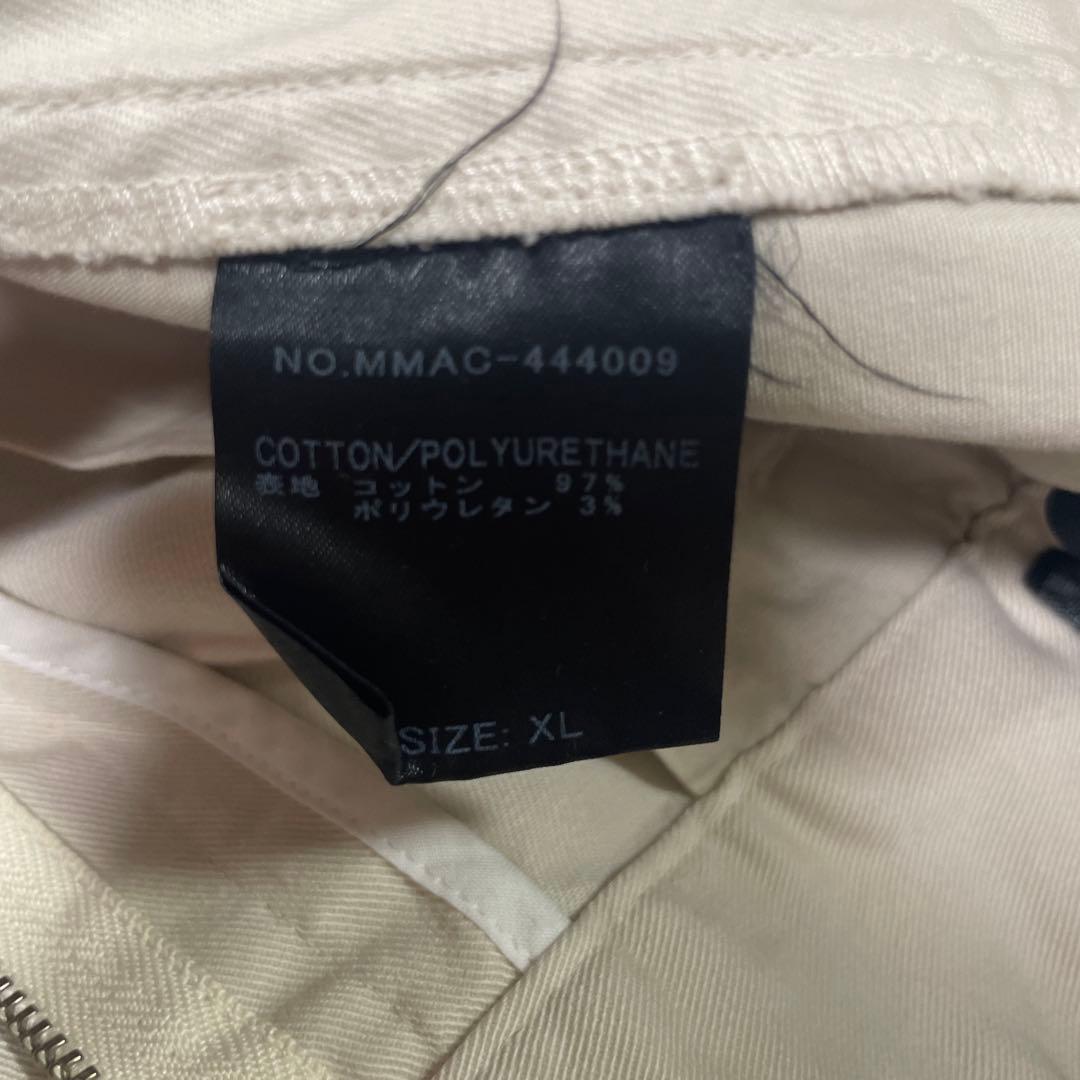 NO.MMAC-444009
COTTON/POLYURETHANE
表地 コットン 97%
ポリウレタン 3%
SIZE: XL